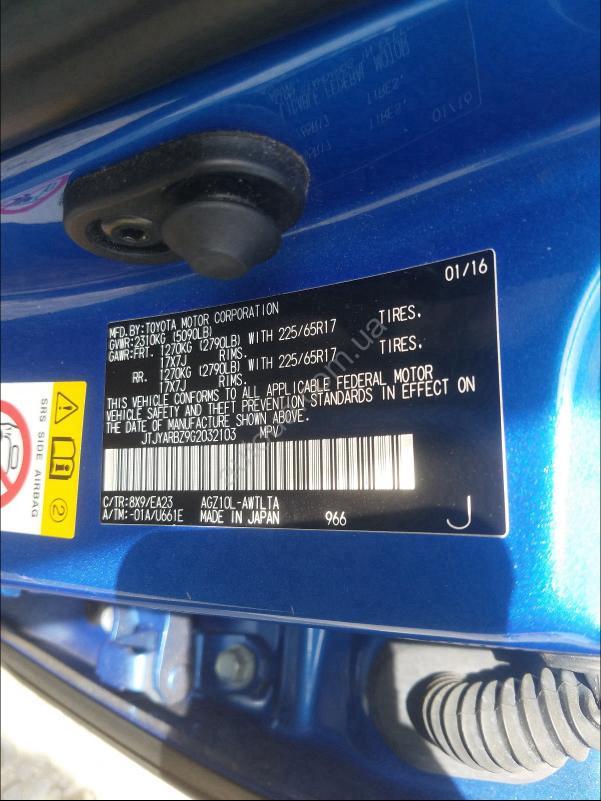 01/16
MFD. BY: TOYOTA MOTOR CORPORATION
GVWR: 2310KG (5090LB)
GAWR: FRT. 1270KG (2790LB) WITH 225/65R17 TIRES,
17X7J RIMS.
RR. 1270KG (2790LB) WITH 225/65R17 TIRES,
17X7J RIMS.
THIS VEHICLE CONFORMS TO ALL APPLICABLE FEDERAL MOTOR
VEHICLE SAFETY AND THEFT PREVENTION STANDARDS IN EFFECT ON
THE DATE OF MANUFACTURE SHOWN ABOVE.
JTJYARBZ9G2032103 MPV
C/TR: 8X9/EA23 AGZ10L-AWTLTA
A/TM: -01A/U661E MADE IN JAPAN 966 J
SRS SIDE AIRBAG
2